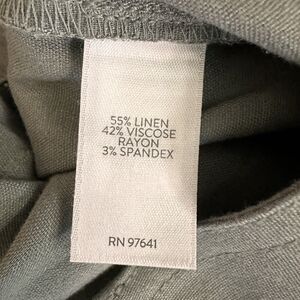 55% LINEN
42% VISCOSE
RAYON
3% SPANDEX
RN 97641